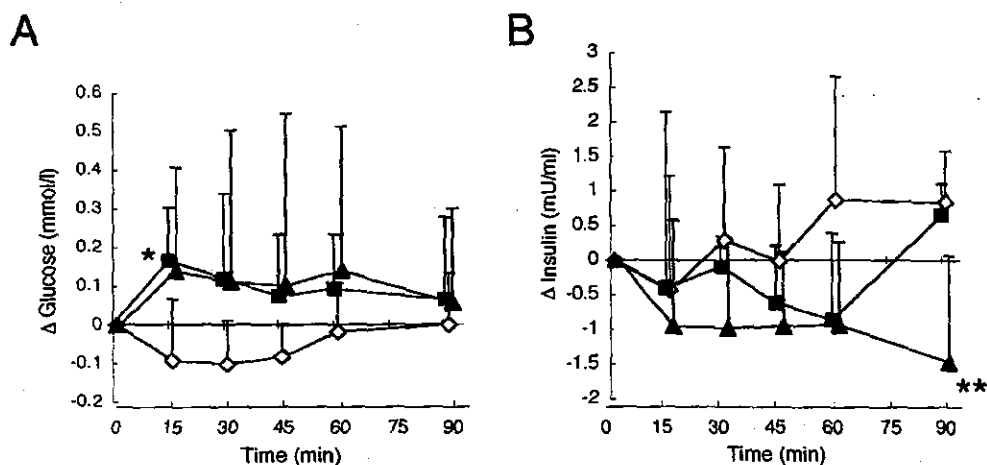 A
B
Δ Glucose (mmol/l)
0.6
0.5
0.4
0.3
0.2
0.1
0
-0.1
-0.2
*
0 15 30 45 60 90
Time (min)
Δ Insulin (mU/ml)
3
2.5
2
1.5
1
0.5
0
-0.5
-1
-1.5
-2
**
0 15 30 45 60 90
Time (min)